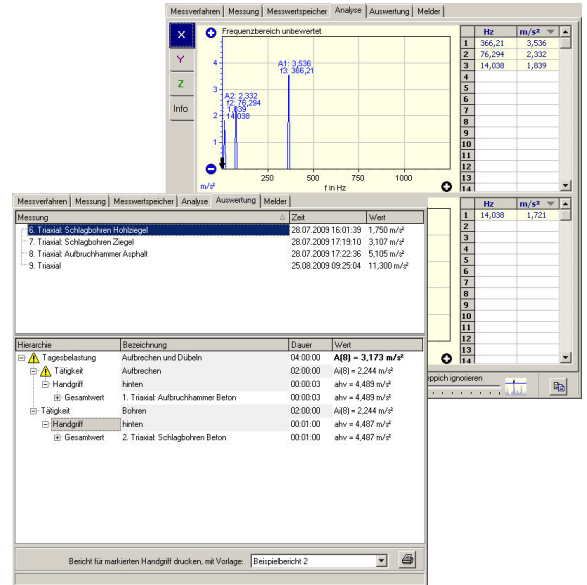 Messverfahren Messung Messwertspeicher Analyse Auswertung Melder
X
Y
Z
Info
Frequenzbereich unbewertet
4
3
2
1
A1: 3,536
f3: 366,21
A2: 2,332
f2: 76,294
1,839
14,038
250 500 750 1000
m/s² f in Hz
Hz m/s²
1 366,21 3,536
2 76,294 2,332
3 14,038 1,839
4
5
6
7
8
9
10
11
12
13
14
Hz m/s²
1 14,038 1,721
2
3
4
5
6
7
8
9
10
11
12
13
14
eppich ignorieren
Messverfahren Messung Messwertspeicher Analyse Auswertung Melder
Messung Zeit Wert
6. Triaxial: Schlagbohren Hohlziegel 28.07.2009 16:01:39 1,750 m/s²
7. Triaxial: Schlagbohren Ziegel 28.07.2009 17:19:10 3,107 m/s²
8. Triaxial: Aufbruchhammer Asphalt 28.07.2009 17:22:36 5,105 m/s²
9. Triaxial 25.08.2009 09:25:04 11,300 m/s²
Hierarchie Bezeichnung Dauer Wert
Tagesbelastung Aufbrechen und Dübeln 04:00:00 A(8) = 3,173 m/s²
Tätigkeit Aufbrechen 02:00:00 Ai(8) = 2,244 m/s²
Handgriff hinten 00:00:03 ahv = 4,489 m/s²
Gesamtwert 1. Triaxial: Aufbruchhammer Beton 00:00:03 ahv = 4,489 m/s²
Tätigkeit Bohren 02:00:00 Ai(8) = 2,244 m/s²
Handgriff hinten 00:01:00 ahv = 4,487 m/s²
Gesamtwert 2. Triaxial: Schlagbohren Beton 00:01:00 ahv = 4,487 m/s²
Bericht für markierten Handgriff drucken, mit Vorlage: Beispielbericht 2